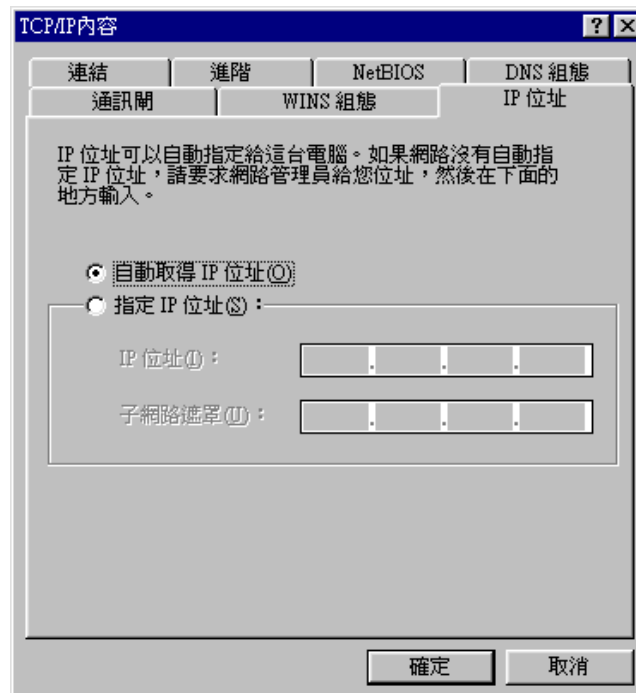 TCP/IP內容
連結 進階 NetBIOS DNS 組態
通訊閘 WINS 組態 IP 位址
IP 位址可以自動指定給這台電腦。如果網路沒有自動指
定 IP 位址，請要求網路管理員給您位址，然後在下面的
地方輸入。
自動取得 IP 位址(O)
指定 IP 位址(S)：
IP 位址(I)：
子網路遮罩(U)：
確定 取消